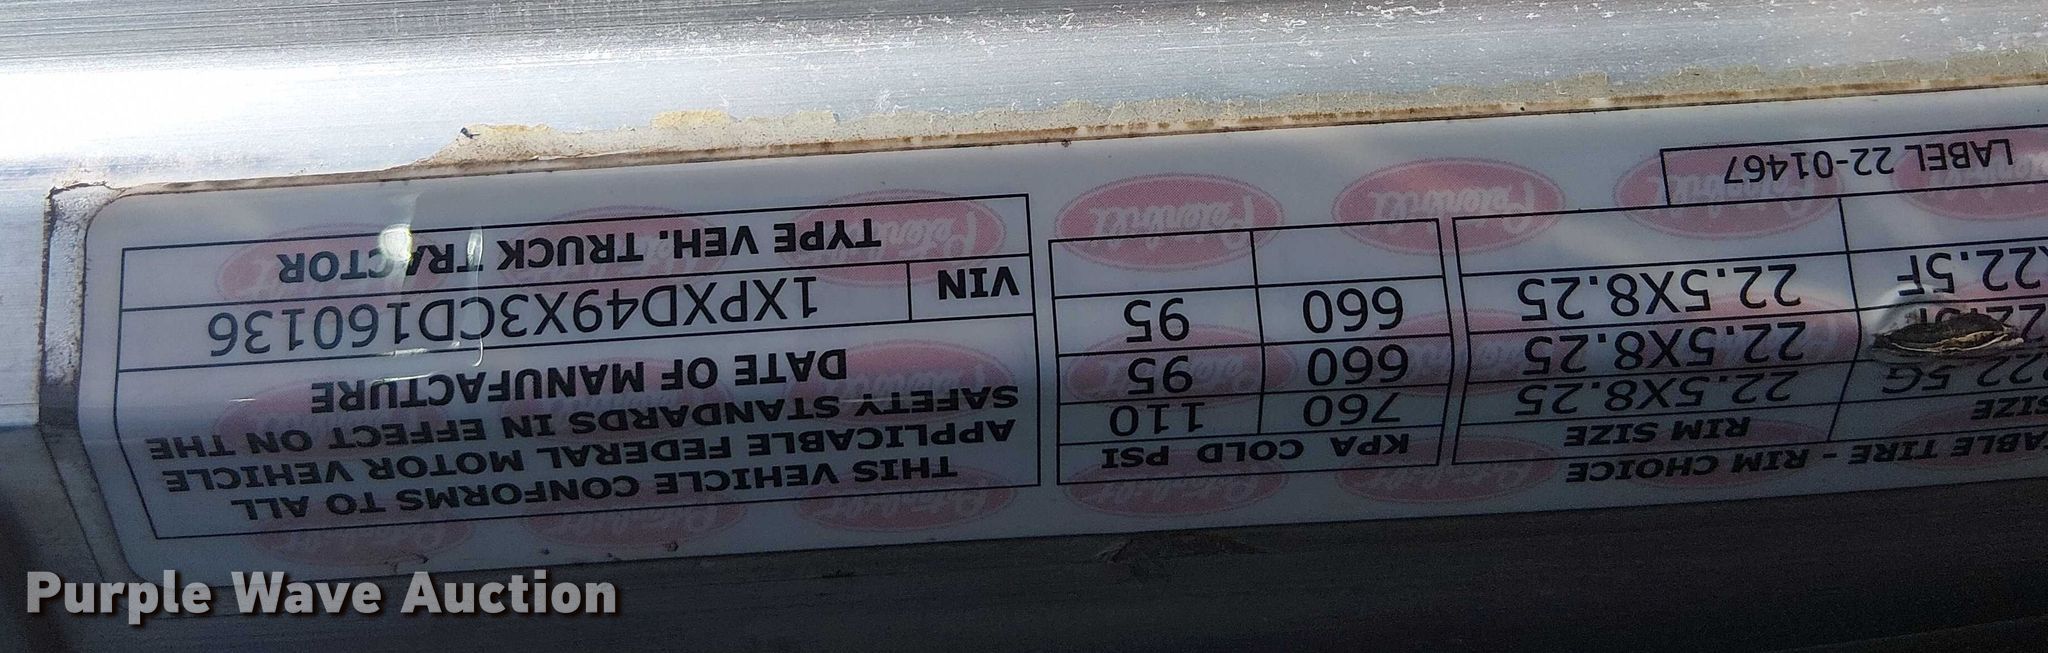 ABLE TIRE - RIM CHOICE
SIZE RIM SIZE
22.5G 22.5X8.25
22.5X8.25
X22.5F 22.5X8.25
LABEL 22-01467
KPA COLD PSI
760 110
660 95
660 95
THIS VEHICLE CONFORMS TO ALL
APPLICABLE FEDERAL MOTOR VEHICLE
SAFETY STANDARDS IN EFFECT ON THE
DATE OF MANUFACTURE
VIN 1XPXD49X3CD160136
TYPE VEH. TRUCK TRACTOR
Peterbilt
Purple Wave Auction